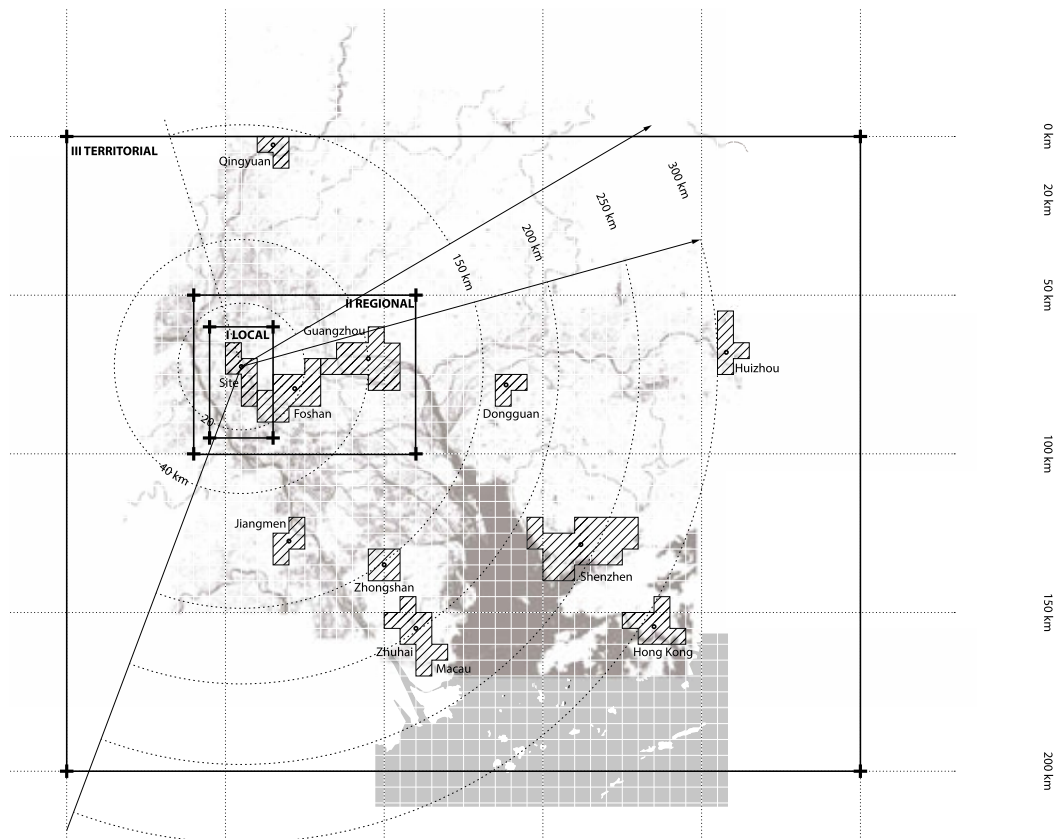 0 km
III TERRITORIAL
Qingyuan
300 km
20 km
250 km
200 km
150 km
50 km
II REGIONAL
Guangzhou
I LOCAL
Huizhou
Site
Dongguan
Foshan
20
100 km
40 km
Jiangmen
Shenzhen
Zhongshan
150 km
Zhuhai
Hong Kong
Macau
200 km